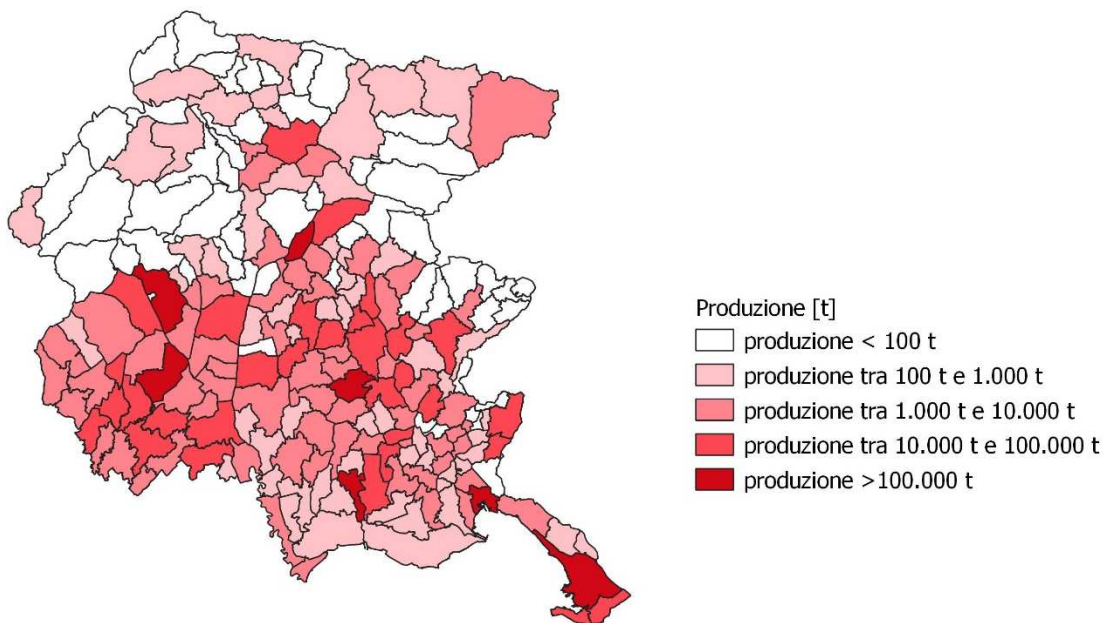 Produzione [t]
produzione < 100 t
produzione tra 100 t e 1.000 t
produzione tra 1.000 t e 10.000 t
produzione tra 10.000 t e 100.000 t
produzione >100.000 t